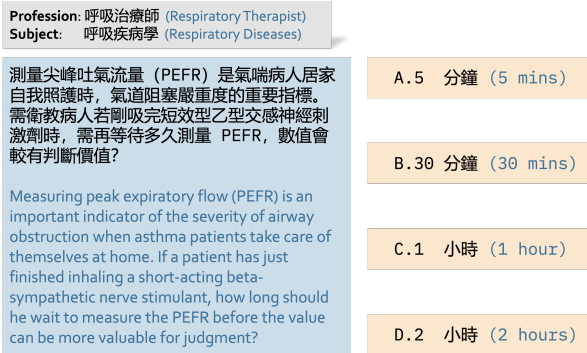 Profession: 呼吸治療師 (Respiratory Therapist)
Subject: 呼吸疾病學 (Respiratory Diseases)
測量尖峰吐氣流量 (PEFR) 是氣喘病人居家
自我照護時，氣道阻塞嚴重度的重要指標。
需衛教病人若剛吸完短效型乙型交感神經刺
激劑時，需再等待多久測量 PEFR，數值會
較有判斷價值？
Measuring peak expiratory flow (PEFR) is an
important indicator of the severity of airway
obstruction when asthma patients take care of
themselves at home. If a patient has just
finished inhaling a short-acting beta-
sympathetic nerve stimulant, how long should
he wait to measure the PEFR before the value
can be more valuable for judgment?
A.5 分鐘 (5 mins)
B.30 分鐘 (30 mins)
C.1 小時 (1 hour)
D.2 小時 (2 hours)